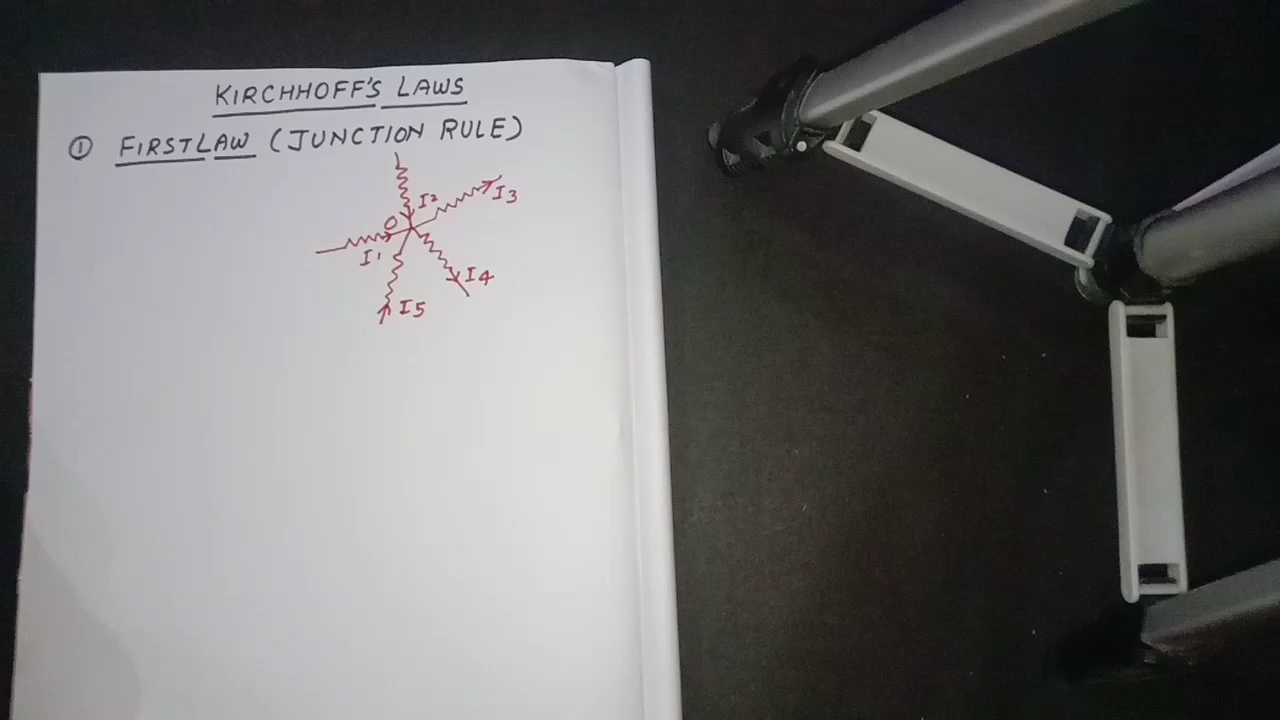 KIRCHHOFF'S LAWS
① FIRST LAW (JUNCTION RULE)
I2
I3
O
I1
I4
I5